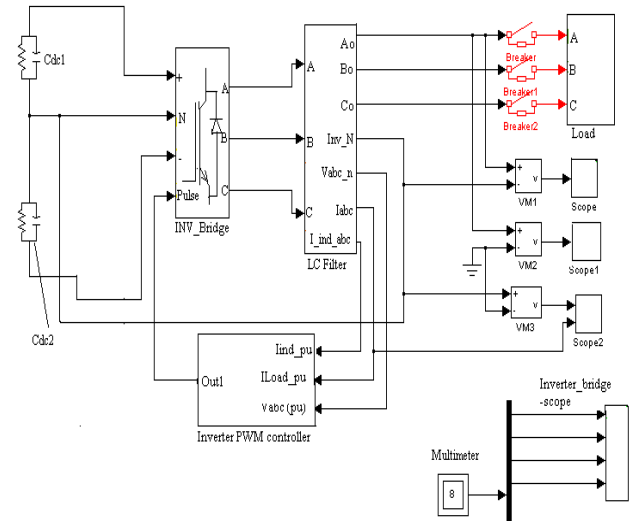 Cdc1
+
N
-
Pulse
A
B
C
INV_Bridge
Cdc2
A
B
C
Ao
Bo
Co
Inv_N
Vabc_n
Iabc
I_ind_abc
LC Filter
Breaker
Breaker1
Breaker2
A
B
C
Load
+
-
v
VM1
Scope
+
-
v
VM2
Scope1
+
-
v
VM3
Scope2
Out1
Iind_pu
ILoad_pu
Vabc (pu)
Inverter PWM controller
Inverter_bridge
-scope
Multimeter
8